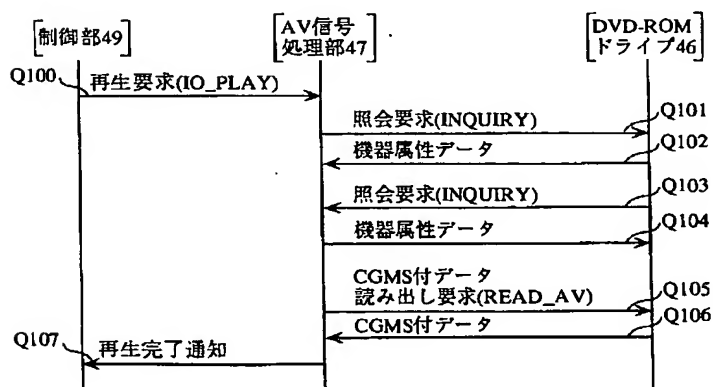 制御部49
AV信号
処理部47
DVD-ROM
ドライブ46
Q100
再生要求(IO_PLAY)
照会要求(INQUIRY)
Q101
機器属性データ
Q102
照会要求(INQUIRY)
Q103
機器属性データ
Q104
CGMS付データ
読み出し要求(READ_AV)
Q105
CGMS付データ
Q106
Q107
再生完了通知